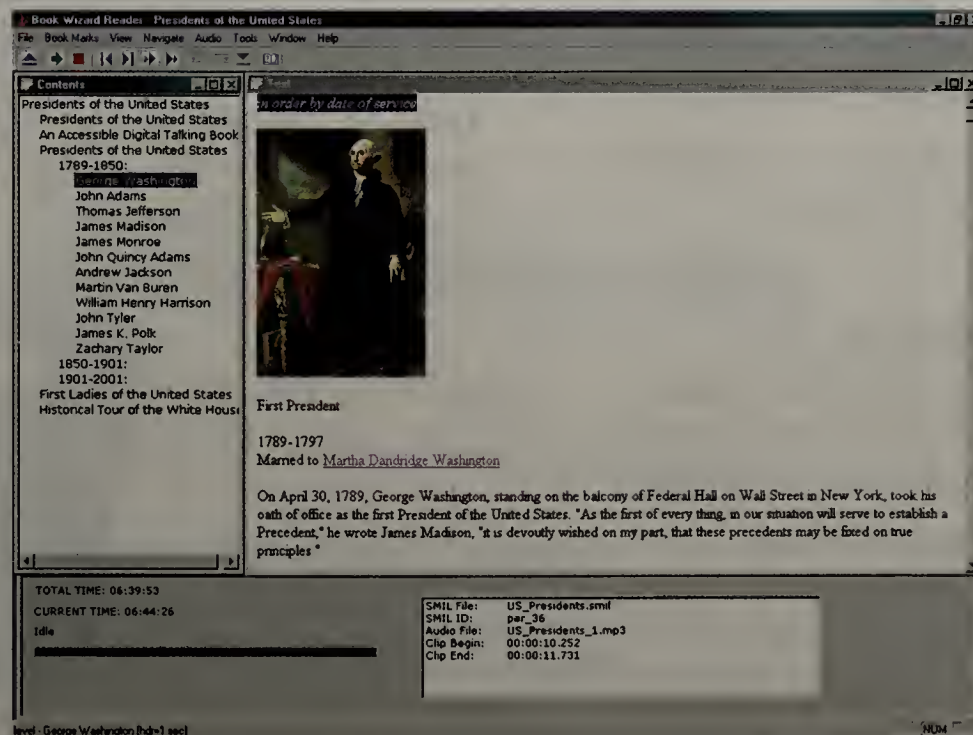 Book Wizard Reader - Presidents of the United States
File Book Marks View Navigate Audio Tools Window Help
GO!
Contents
Presidents of the United States
Presidents of the United States
An Accessible Digital Talking Book
Presidents of the United States
1789-1850:
George Washington
John Adams
Thomas Jefferson
James Madison
James Monroe
John Quincy Adams
Andrew Jackson
Martin Van Buren
William Henry Harrison
John Tyler
James K. Polk
Zachary Taylor
1850-1901:
1901-2001:
First Ladies of the United States
Historical Tour of the White House
Text
in order by date of service
First President
1789-1797
Married to Martha Dandridge Washington
On April 30, 1789, George Washington, standing on the balcony of Federal Hall on Wall Street in New York, took his
oath of office as the first President of the United States. "As the first of every thing, in our situation will serve to establish a
Precedent," he wrote James Madison, "it is devoutly wished on my part, that these precedents may be fixed on true
principles."
TOTAL TIME: 06:39:53
CURRENT TIME: 06:44:26
Idle
SMIL File: US_Presidents.smil
SMIL ID: par_36
Audio File: US_Presidents_1.mp3
Clip Begin: 00:00:10.252
Clip End: 00:00:11.731
level - George Washington [hdr=1 sec]
NUM